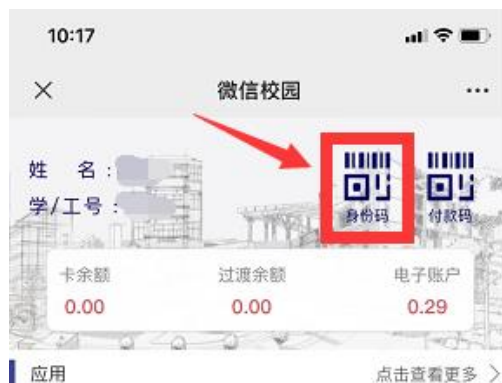 10:17
微信校园
姓 名：
学/工号：
身份码 付款码
卡余额 过渡余额 电子账户
0.00 0.00 0.29
应用 点击查看更多